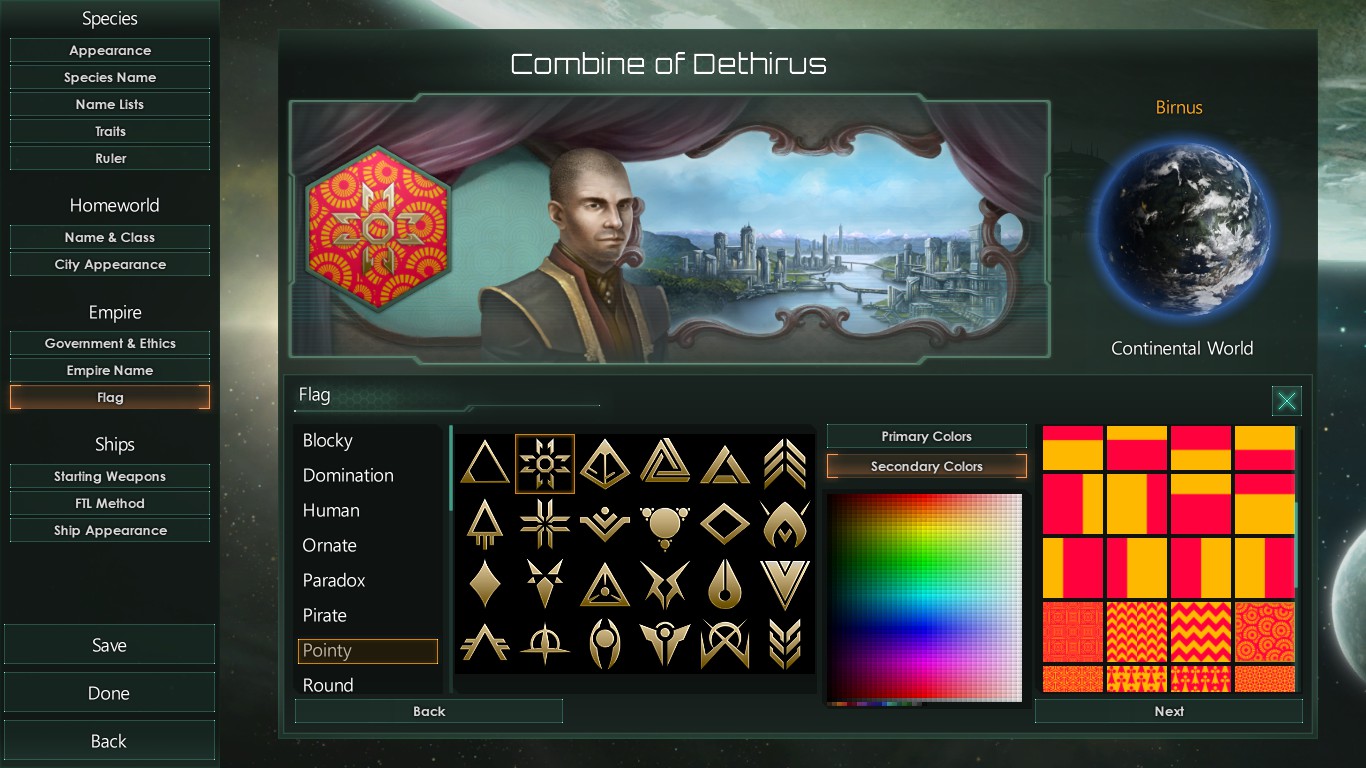 Species
Appearance
Species Name
Name Lists
Traits
Ruler
Homeworld
Name & Class
City Appearance
Empire
Government & Ethics
Empire Name
Flag
Ships
Starting Weapons
FTL Method
Ship Appearance
Save
Done
Back
Combine of Dethirus
Birnus
Continental World
Flag
Blocky
Domination
Human
Ornate
Paradox
Pirate
Pointy
Round
Primary Colors
Secondary Colors
Back
Next